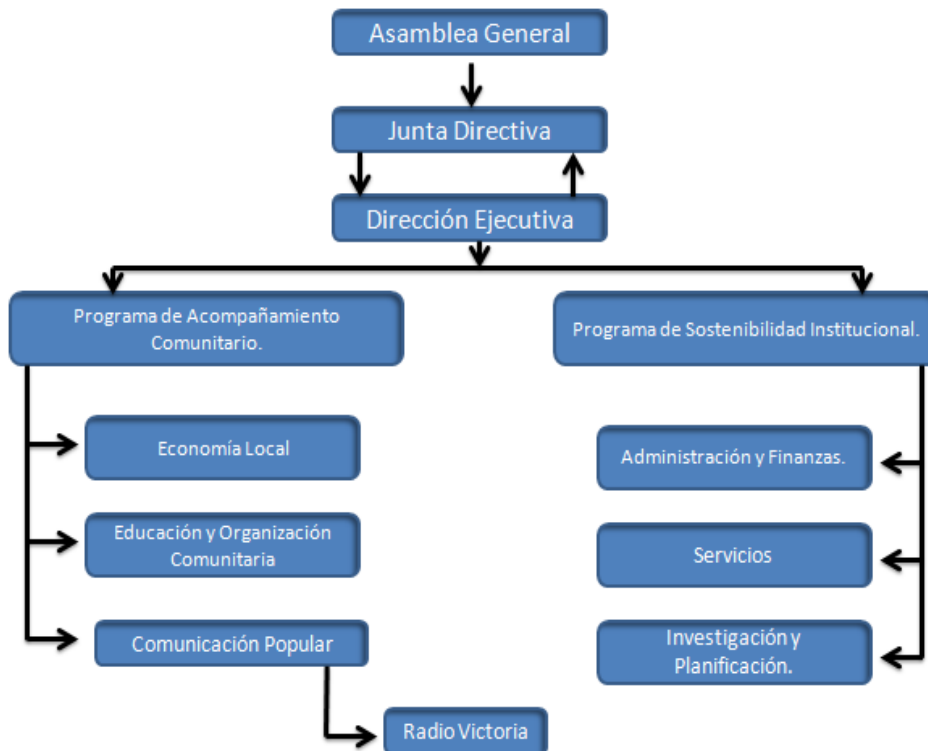 Asamblea General
Junta Directiva
Dirección Ejecutiva
Programa de Acompañamiento
Comunitario.
Programa de Sostenibilidad Institucional.
Economía Local
Educación y Organización
Comunitaria
Comunicación Popular
Radio Victoria
Administración y Finanzas.
Servicios
Investigación y
Planificación.